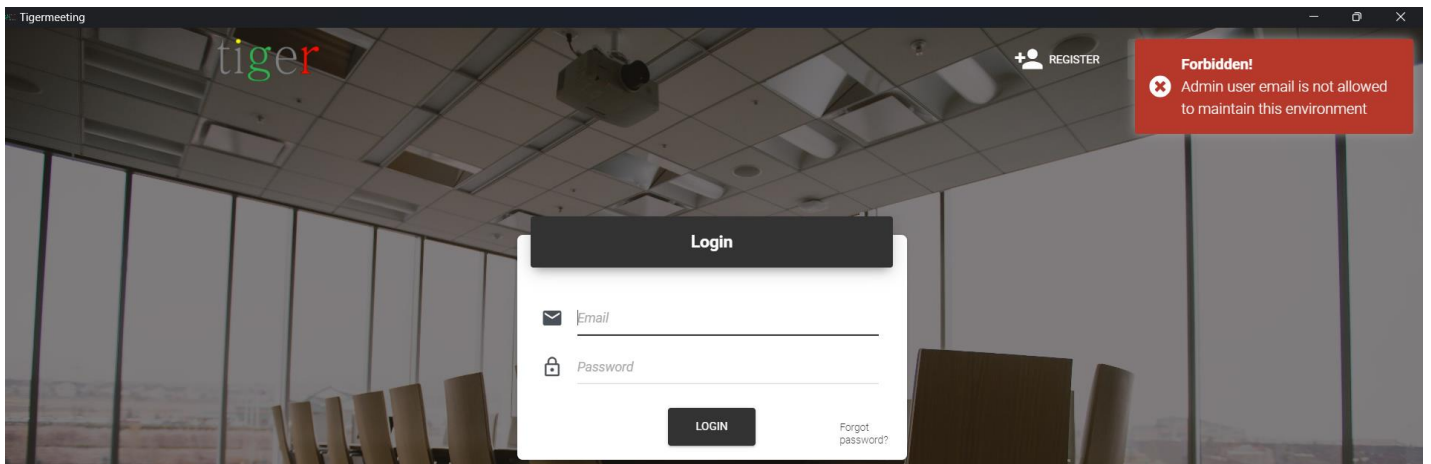 Tigermeeting
tiger
REGISTER
Forbidden!
Admin user email is not allowed
to maintain this environment
Login
Email
Password
LOGIN
Forgot
password?